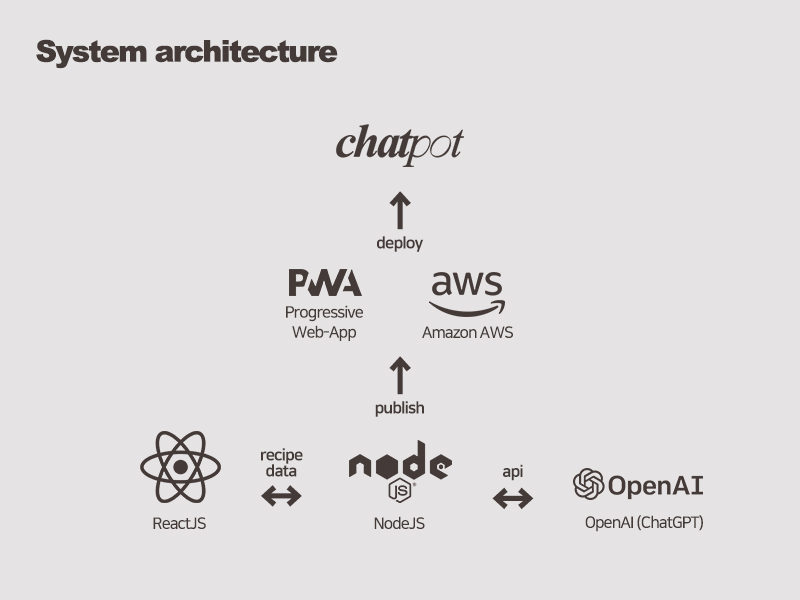 System architecture
chatpot
deploy
PWA
aws
Progressive
Web-App
Amazon AWS
publish
recipe
data
node
JS
api
OpenAI
ReactJS
NodeJS
OpenAI (ChatGPT)